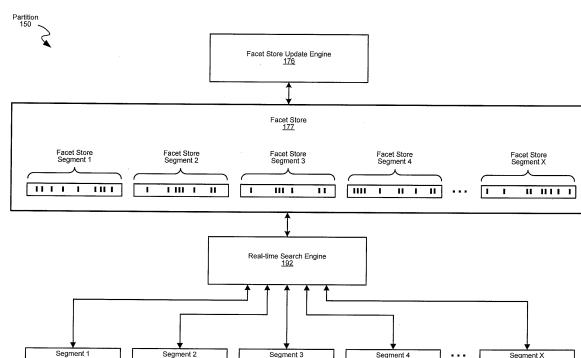 Partition
150
Facet Store Update Engine
176
Facet Store
177
Facet Store
Segment 1
Facet Store
Segment 2
Facet Store
Segment 3
Facet Store
Segment 4
Facet Store
Segment X
...
Real-time Search Engine
192
Segment 1
Segment 2
Segment 3
Segment 4
...
Segment X